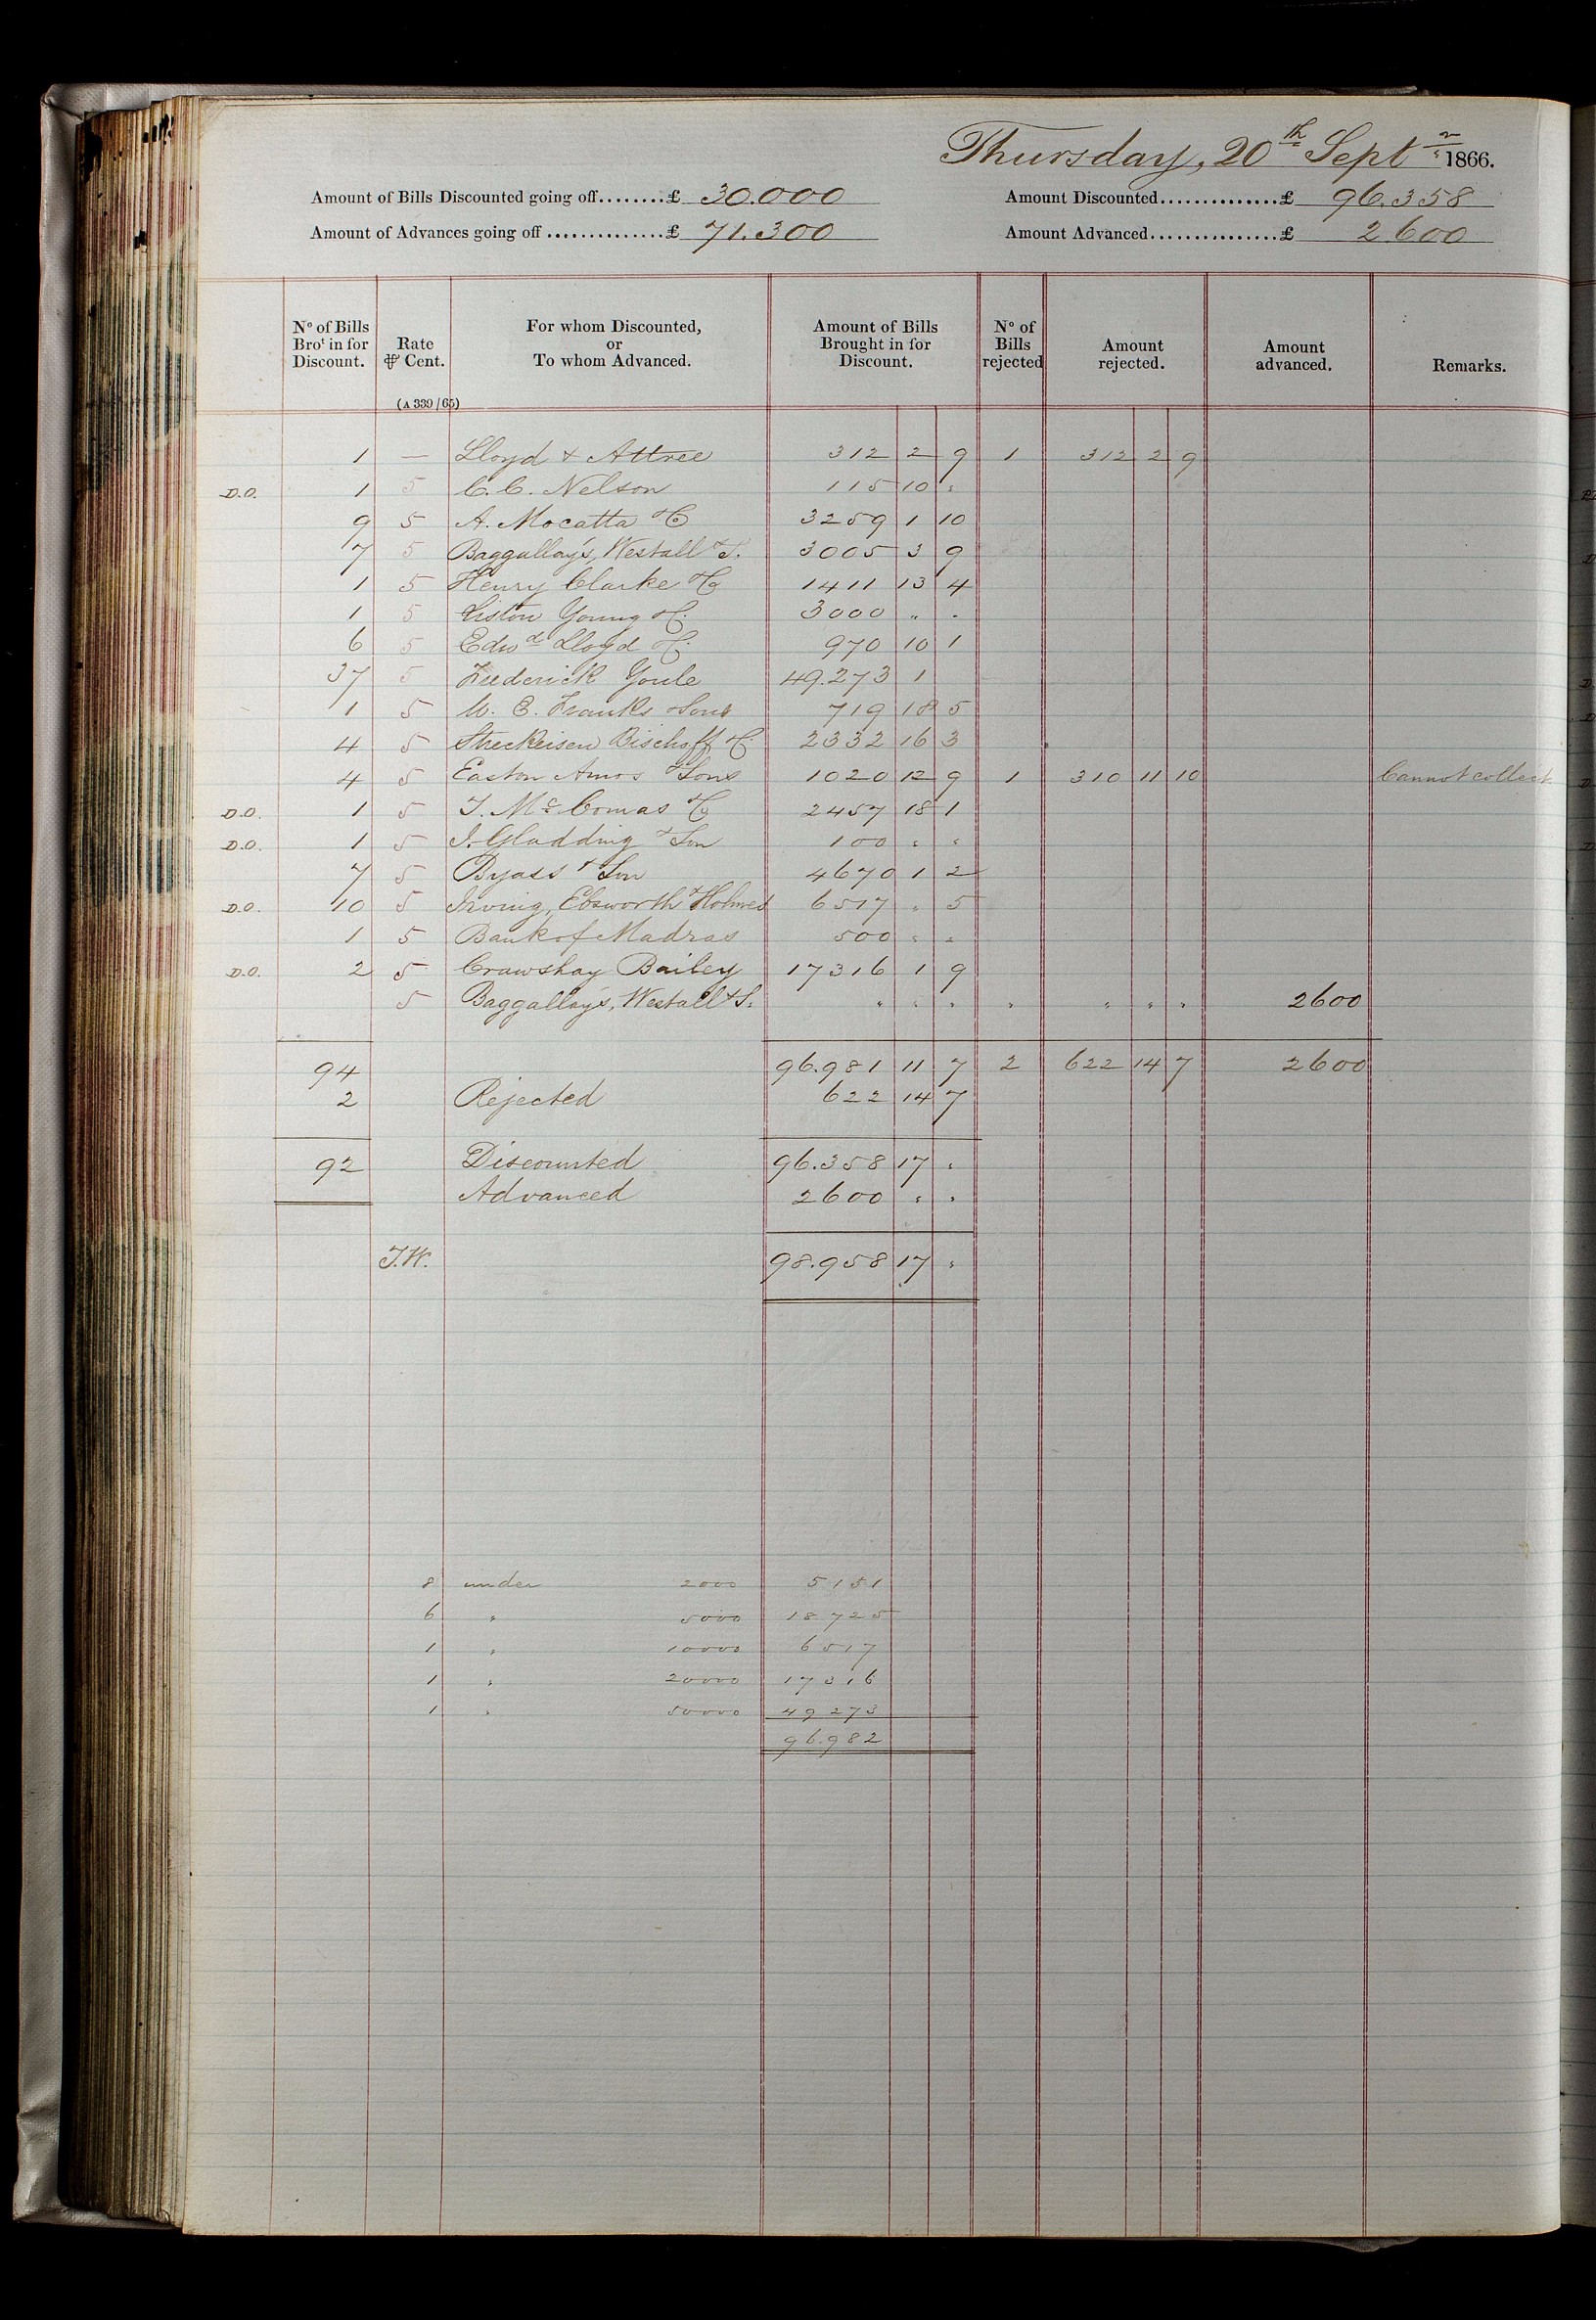 Thursday, 20th Septr 1866.
Amount of Bills Discounted going off........£ 30.000 Amount Discounted...............£ 96.358
Amount of Advances going off ..............£ 71.300 Amount Advanced................£ 2600
No of Bills Brot in for Discount. Rate ⅌ Cent. (A 339/65) For whom Discounted, or To whom Advanced. Amount of Bills Brought in for Discount. No of Bills rejected Amount rejected. Amount advanced. Remarks.
1 — Lloyd & Attree 312 2 9 1 312 2 9
D.O. 1 5 C. C. Nelson 115 10 "
9 5 A. Mocatta & Co 3259 1 10
7 5 Baggallay's, Westall & S. 3005 3 9
1 5 Henry Clarke & Co 1411 13 4
1 5 Liston Young & Co. 3000 " "
6 5 Edwd Lloyd & Co. 970 10 1
37 5 Frederick Youle 49.273 1
1 5 Franks & Sons 719 18 5
4 5 Streckeisen Bischoff & Co. 2332 16 3
4 5 Easton Amos & Sons 1020 12 9 1 310 11 10 Cannot collect
D.O. 1 5 McComas & Co 2457 18 1
D.O. 1 5 Gladding & Son 100 " "
7 5 Byass & Son 4670 1 2
D.O. 10 5 Irving, Ebsworth & Holmes 6517 " 5
1 5 Bank of Madras 500 " "
D.O. 2 5 Crawshay Bailey 17316 1 9
5 Baggallay's, Westall & S. " " " " " " " 2600
94 96.981 11 7 2 622 14 7 2600
2 Rejected 622 14 7
92 Discounted 96.358 17 "
Advanced 2600 " "
J.W. 98.958 17 "
8 under 2000 5151
6 " 5000 18725
1 " 10000 6517
1 " 20000 17316
1 " 50000 49273
96.982